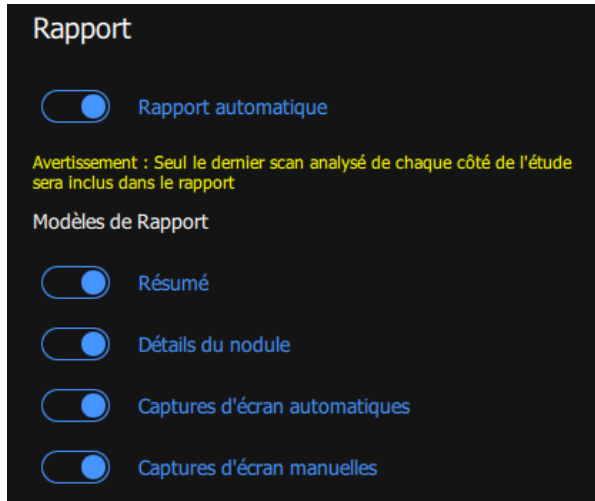 Rapport
Rapport automatique
Avertissement : Seul le dernier scan analysé de chaque côté de l'étude
sera inclus dans le rapport
Modèles de Rapport
Résumé
Détails du nodule
Captures d'écran automatiques
Captures d'écran manuelles